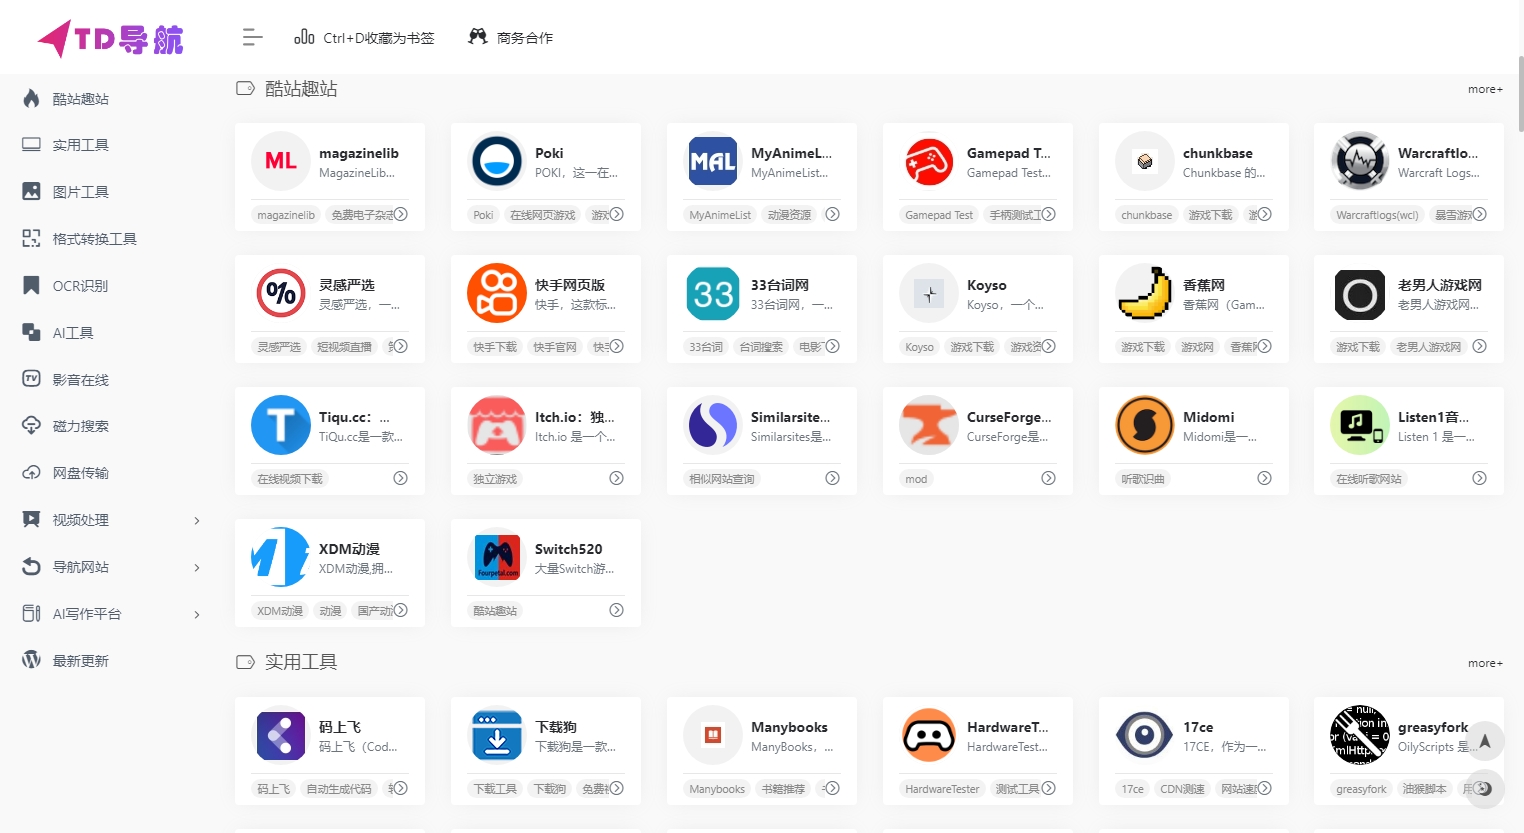 TD导航
Ctrl+D收藏为书签
商务合作
酷站趣站
实用工具
图片工具
格式转换工具
OCR识别
AI工具
影音在线
磁力搜索
网盘传输
视频处理
导航网站
AI写作平台
最新更新
酷站趣站
more+
ML
magazinelib
MagazineLib...
magazinelib 免费电子杂志
Poki
POKI，这一在...
Poki 在线网页游戏
MAL
MyAnimeL...
MyAnimeList...
MyAnimeList 动漫资源
Gamepad T...
Gamepad Test...
Gamepad Test 手柄测试工
chunkbase
Chunkbase 的...
chunkbase 游戏下载
Warcraftlo...
Warcraft Logs...
Warcraftlogs(wcl) 暴雪游
%
灵感严选
灵感严选，一...
灵感严选 短视频直播
快手网页版
快手，这款标...
快手下载 快手官网 快
33
33台词网
33台词网，一...
33台词 台词搜索 电影
Koyso
Koyso，一个...
Koyso 游戏下载 游戏资
香蕉网
香蕉网（Gam...
游戏下载 游戏网 香蕉
老男人游戏网
老男人游戏网...
游戏下载 老男人游戏网
T
Tiqu.cc：...
TiQu.cc是一款...
在线视频下载
Itch.io：独...
Itch.io 是一个...
独立游戏
Similarsite...
Similarsites是...
相似网站查询
CurseForge...
CurseForge是...
mod
Midomi
Midomi是一...
听歌识曲
Listen1音...
Listen 1 是一...
在线听歌网站
XDM动漫
XDM动漫,拥...
XDM动漫 动漫 国产动
Fourpetal.com
Switch520
大量Switch游...
酷站趣站
实用工具
more+
码上飞
码上飞（Cod...
码上飞 自动生成代码
下载狗
下载狗是一款...
下载工具 下载狗 免费
Manybooks
ManyBooks，...
Manybooks 书籍推荐
HardwareT...
HardwareTest...
HardwareTester 测试工具
17ce
17CE，作为一...
17ce CDN测速 网站速
greasyfork
OilyScripts 是...
greasyfork 油猴脚本 用